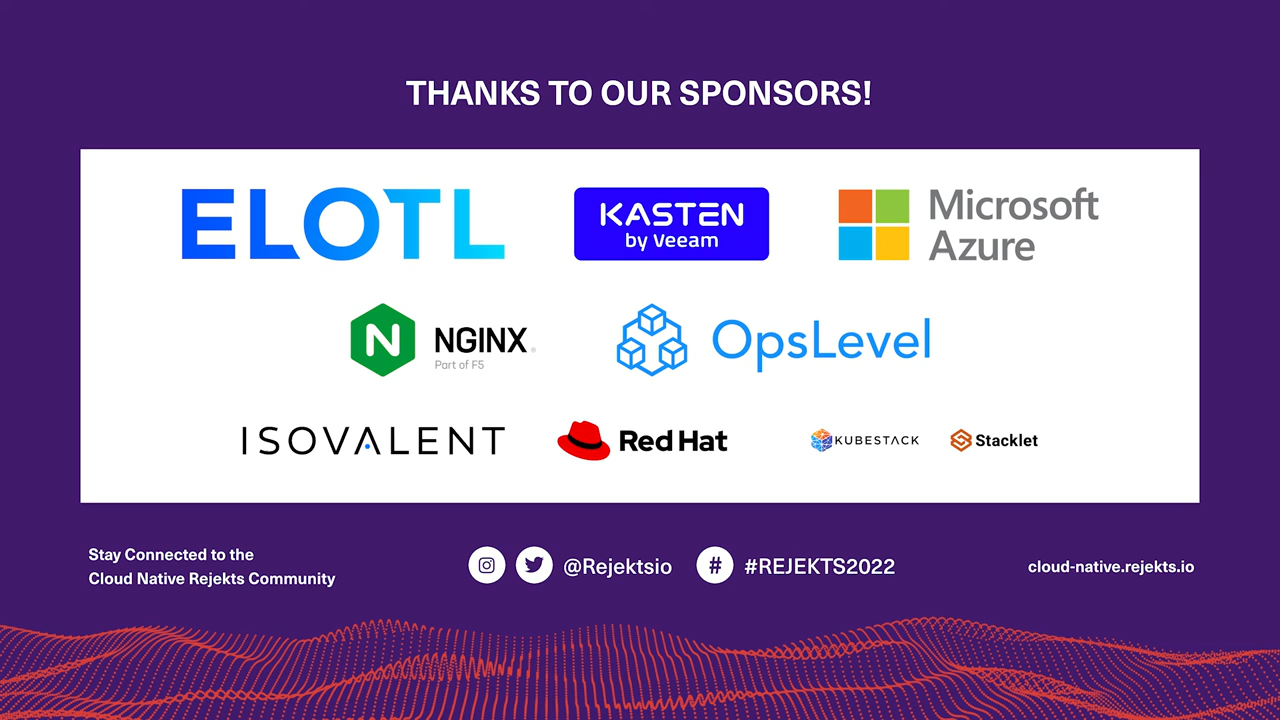 THANKS TO OUR SPONSORS!
ELOTL
KASTEN
by Veeam
Microsoft
Azure
N
NGINX
Part of F5
OpsLevel
ISOVALENT
Red Hat
KUBESTACK
Stacklet
Stay Connected to the
Cloud Native Rejekts Community
@Rejektsio
# #REJEKTS2022
cloud-native.rejekts.io